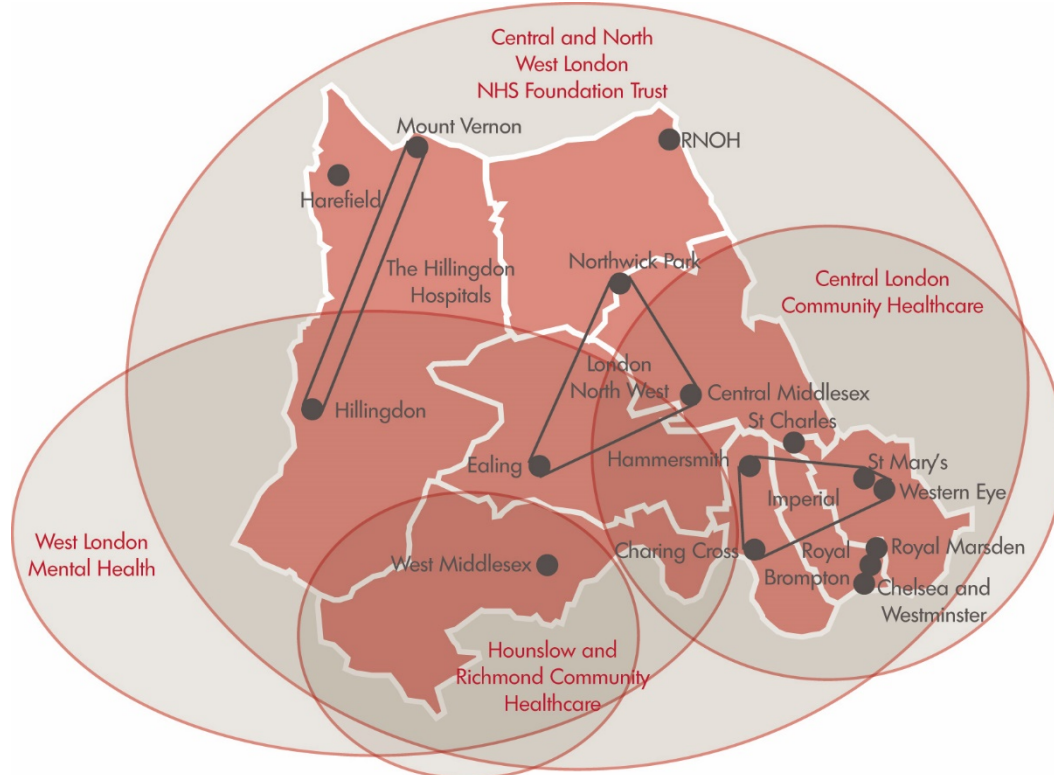 Central and North
West London
NHS Foundation Trust
Mount Vernon
RNOH
Harefield
The Hillingdon
Hospitals
Northwick Park
Central London
Community Healthcare
London
North West
Central Middlesex
St Charles
Hillingdon
Ealing
Hammersmith
St Mary's
Imperial
Western Eye
West London
Mental Health
West Middlesex
Charing Cross
Royal
Brompton
Royal Marsden
Chelsea and
Westminster
Hounslow and
Richmond Community
Healthcare